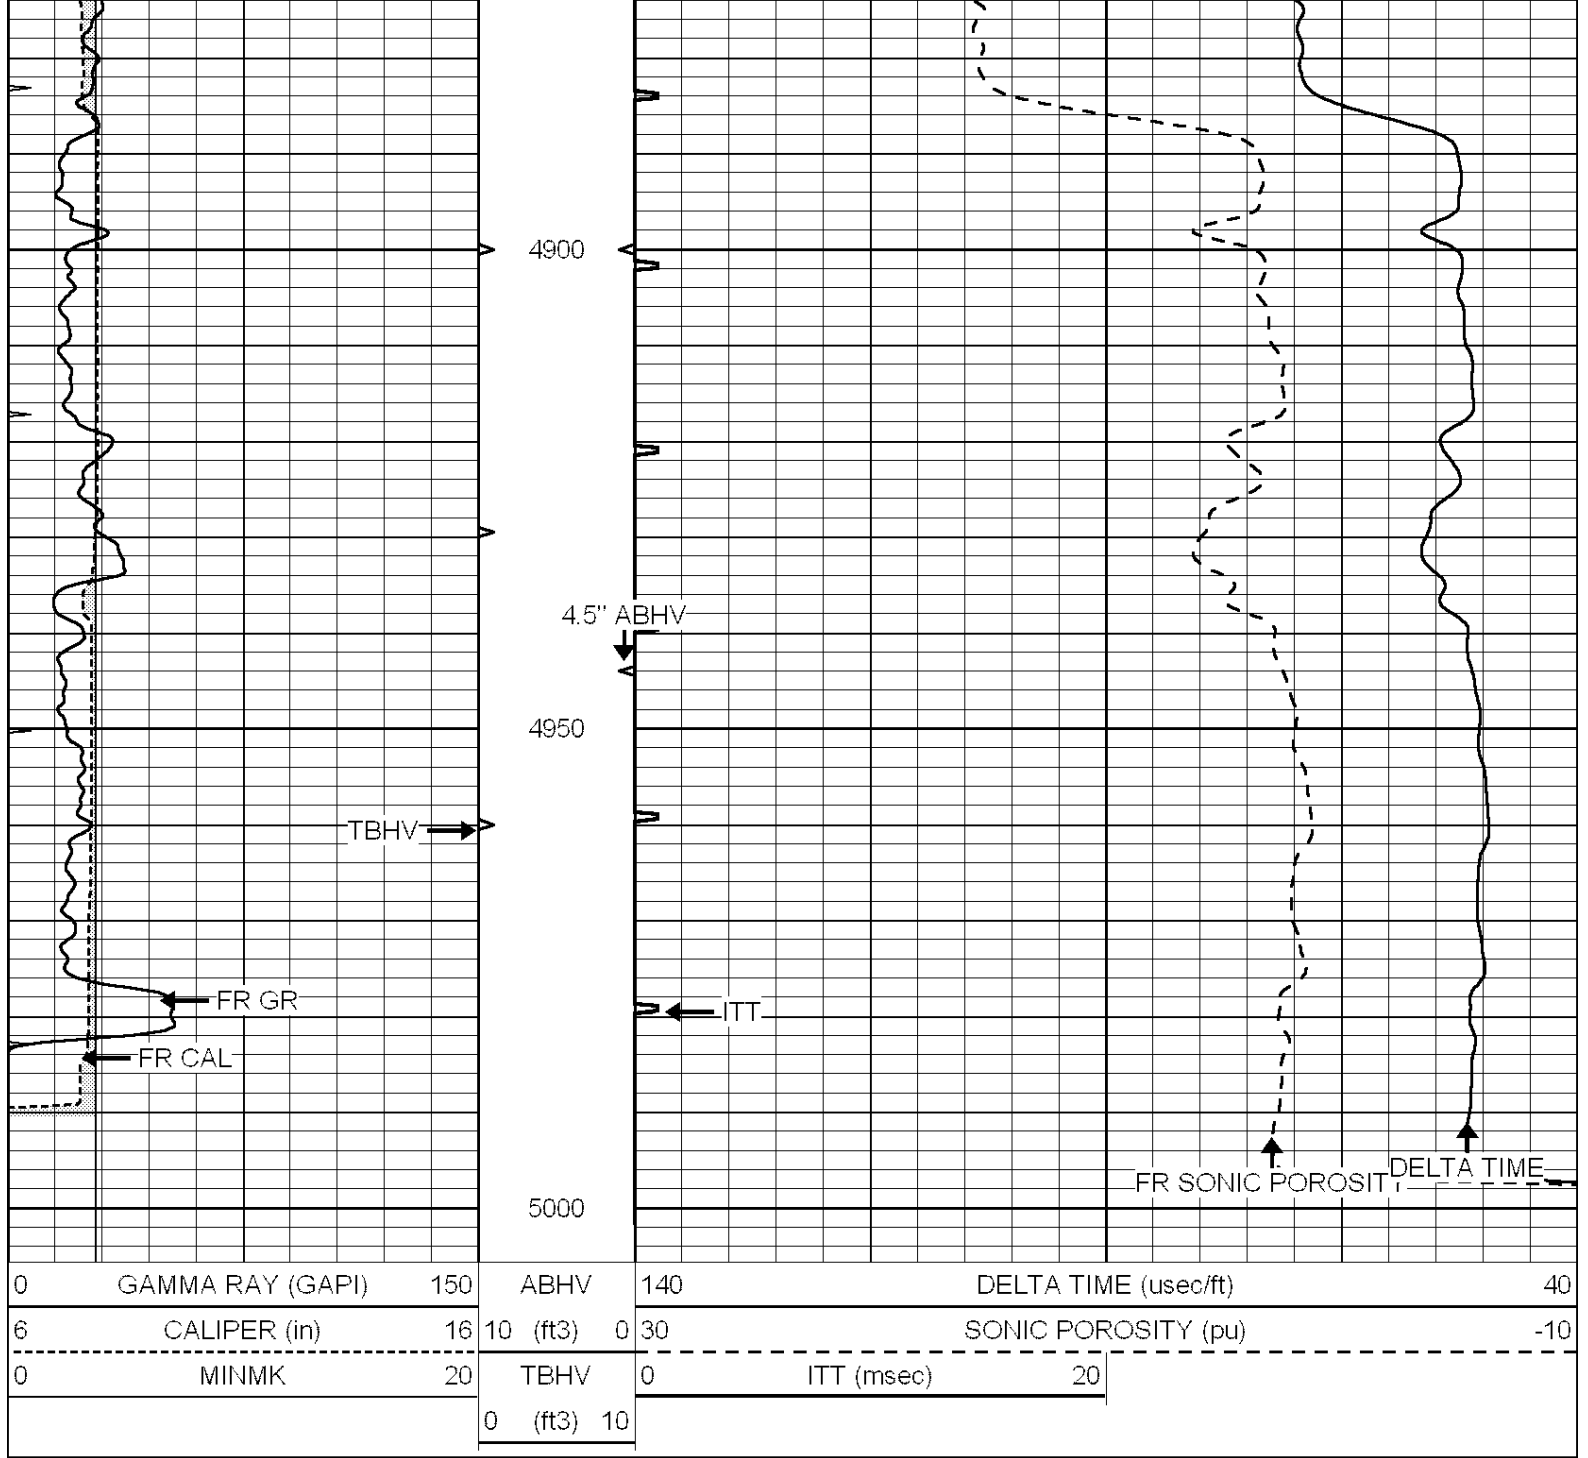 4900
4.5" ABHV
4950
TBHV
FR GR
ITT
FR CAL
DELTA TIME
FR SONIC POROSITY
5000
0 GAMMA RAY (GAPI) 150 ABHV 140 DELTA TIME (usec/ft) 40
6 CALIPER (in) 16 10 (ft3) 0 30 SONIC POROSITY (pu) -10
0 MINMK 20 TBHV 0 ITT (msec) 20
0 (ft3) 10